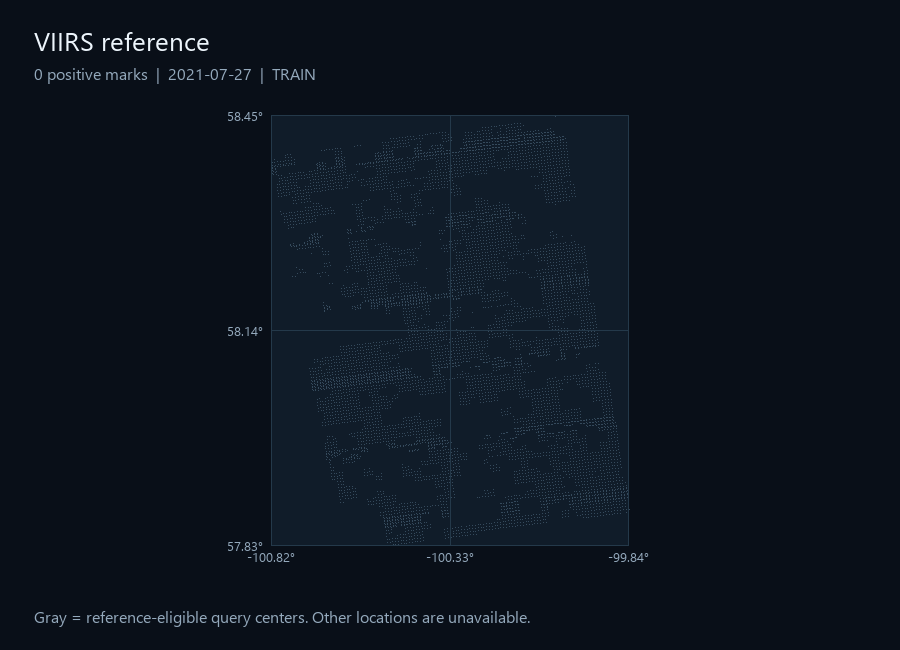 VIIRS reference
0 positive marks | 2021-07-27 | TRAIN
58.45°
58.14°
57.83°
-100.82° -100.33° -99.84°
Gray = reference-eligible query centers. Other locations are unavailable.